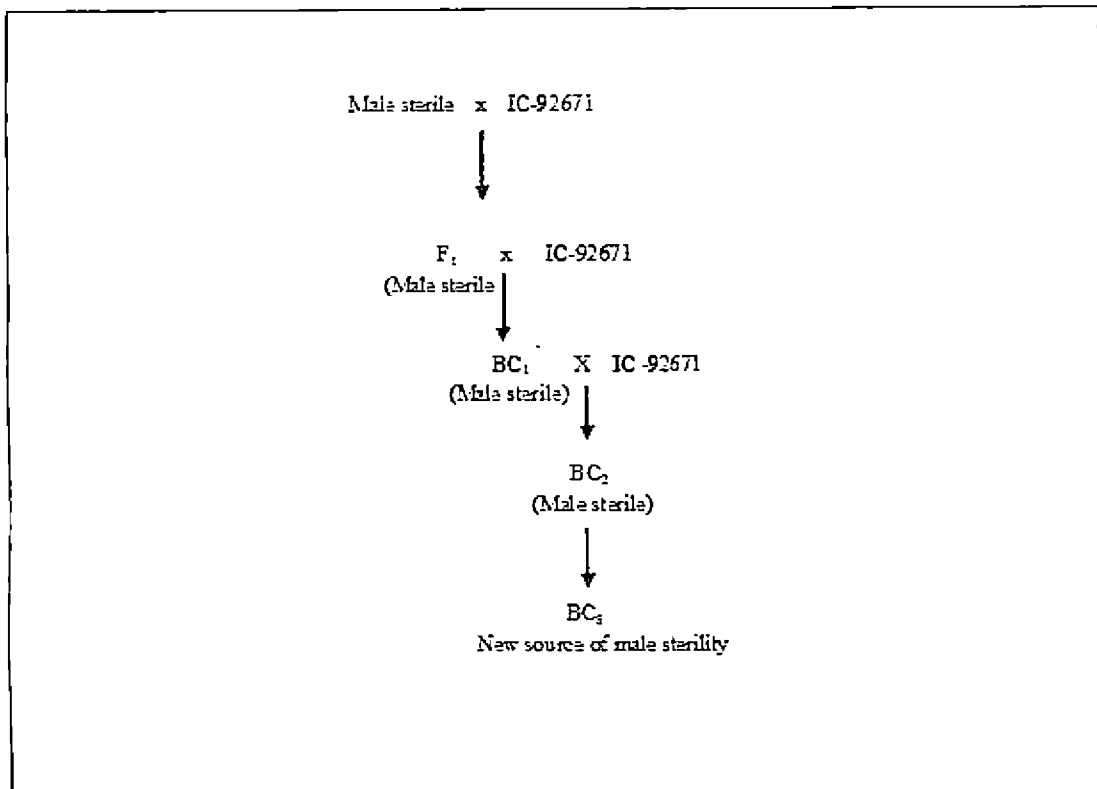 Male sterile x IC-92671
F₁ x IC-92671
(Male sterile
BC₁ X IC -92671
(Male sterile)
BC₂
(Male sterile)
BC₃
New source of male sterility